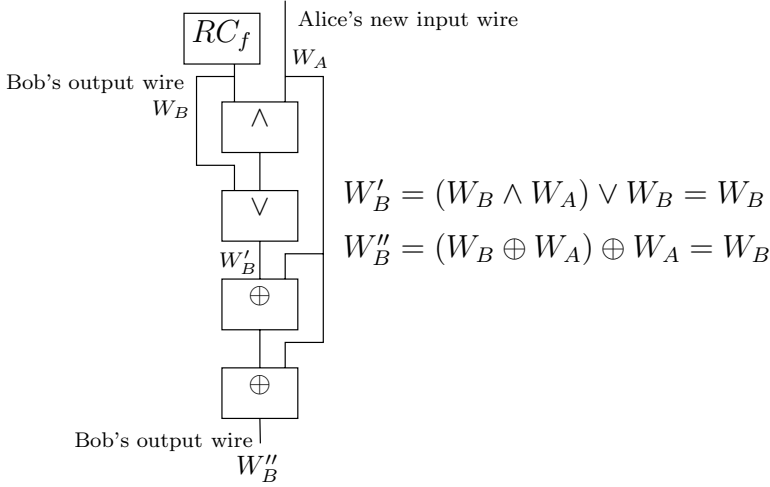 Alice's new input wire
RC_f
W_A
Bob's output wire
W_B
∧
∨
W'_B = (W_B ∧ W_A) ∨ W_B = W_B
W''_B = (W_B ⊕ W_A) ⊕ W_A = W_B
W'_B
⊕
⊕
Bob's output wire
W''_B